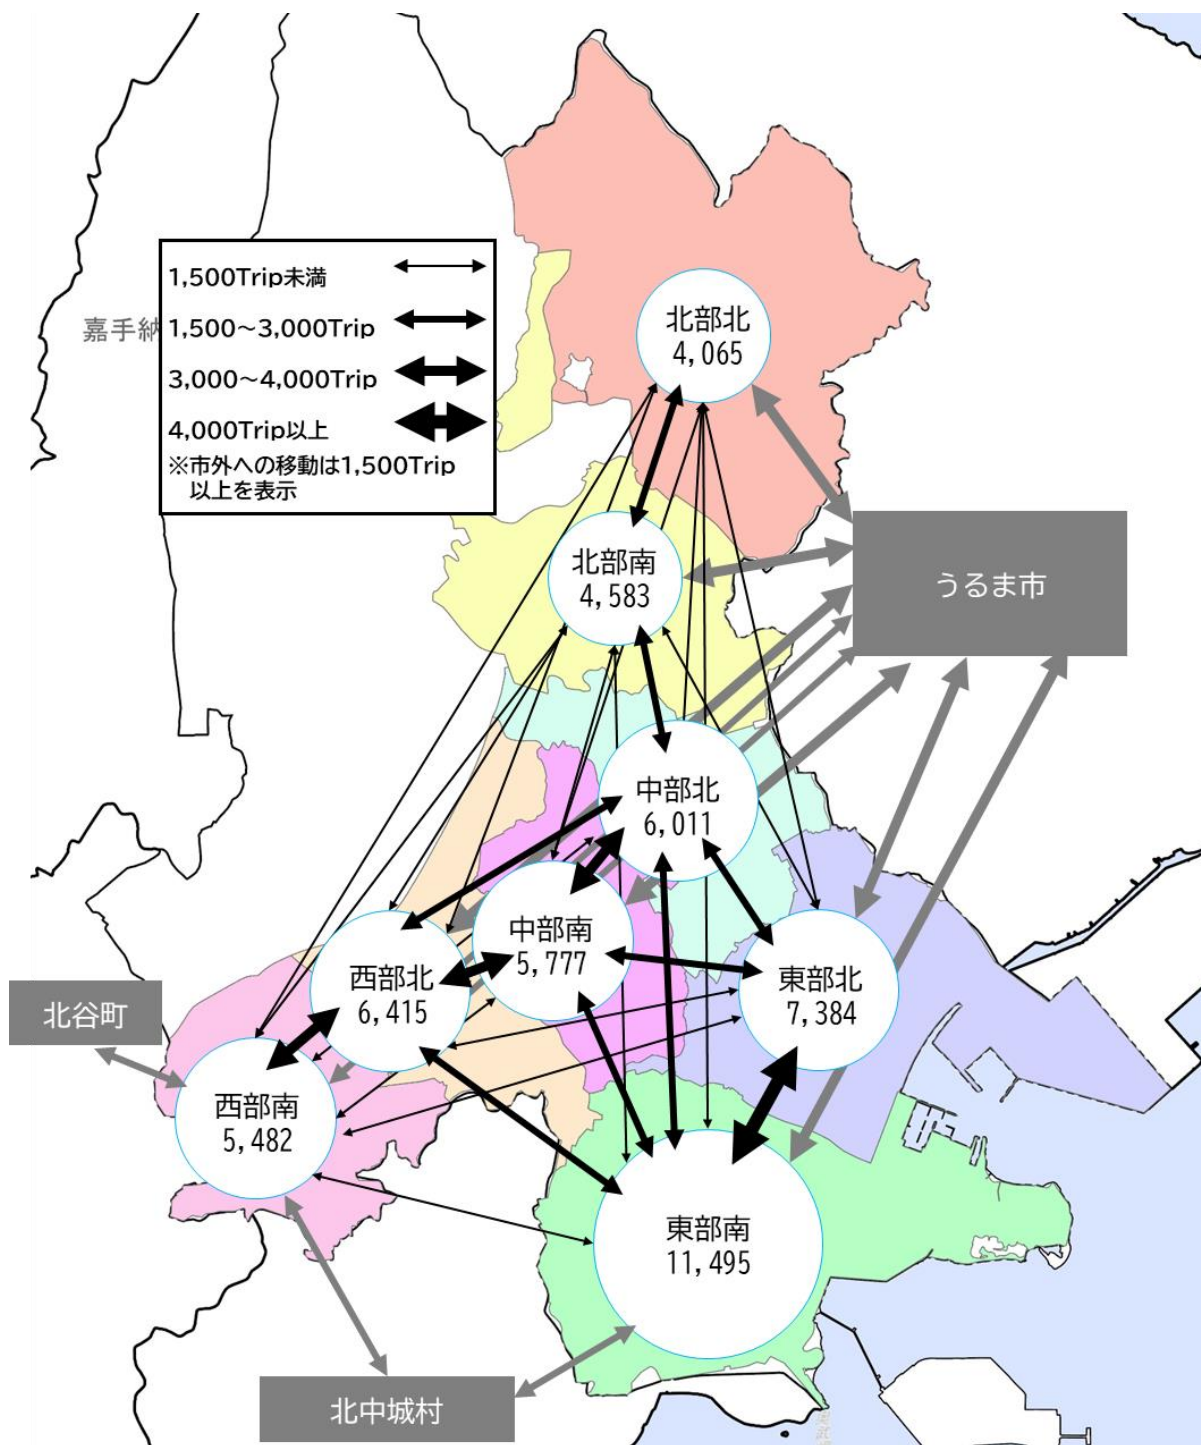 北部北
4,065
1,500Trip未満
嘉手納
1,500～3,000Trip
3,000～4,000Trip
4,000Trip以上
※市外への移動は1,500Trip
以上を表示
北部南
4,583
うるま市
中部北
6,011
中部南
5,777
西部北
6,415
東部北
7,384
北谷町
西部南
5,482
東部南
11,495
北中城村